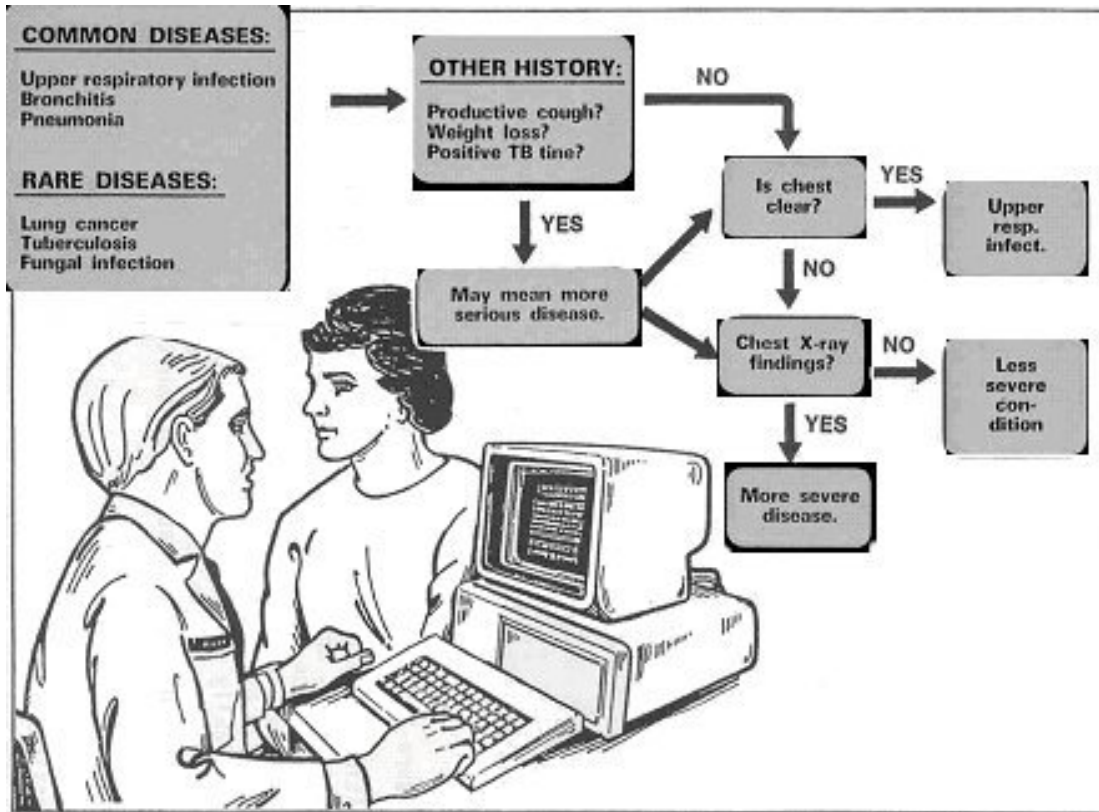 COMMON DISEASES:
Upper respiratory infection
Bronchitis
Pneumonia
RARE DISEASES:
Lung cancer
Tuberculosis
Fungal infection
OTHER HISTORY:
Productive cough?
Weight loss?
Positive TB tine?
NO
YES
May mean more
serious disease.
Is chest
clear?
YES
Upper
resp.
infect.
NO
Chest X-ray
findings?
NO
Less
severe
con-
dition
YES
More severe
disease.